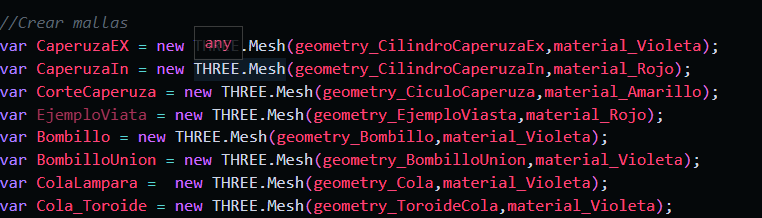 //Crear mallas
var CaperuzaEX = new THREE.Mesh(geometry_CilindroCaperuzaEx,material_Violeta);
any
var CaperuzaIn = new THREE.Mesh(geometry_CilindroCaperuzaIn,material_Rojo);
var CorteCaperuza = new THREE.Mesh(geometry_CiculoCaperuza,material_Amarillo);
var EjemploViata = new THREE.Mesh(geometry_EjemploViasta,material_Rojo);
var Bombillo = new THREE.Mesh(geometry_Bombillo,material_Violeta);
var BombilloUnion = new THREE.Mesh(geometry_BombilloUnion,material_Violeta);
var ColaLampara =  new THREE.Mesh(geometry_Cola,material_Violeta);
var Cola_Toroide = new THREE.Mesh(geometry_ToroideCola,material_Violeta);